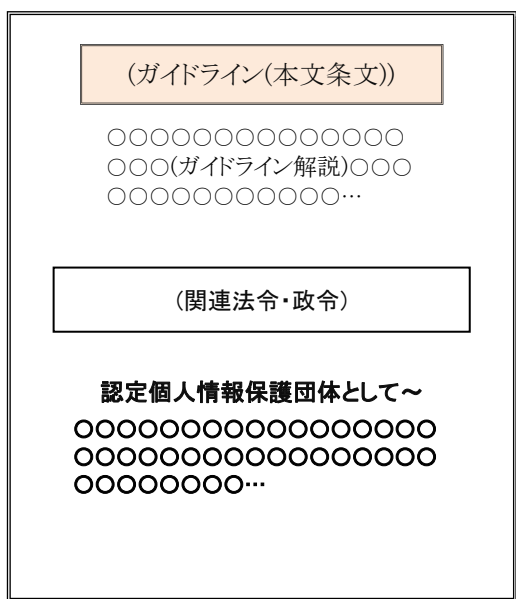 (ガイドライン(本文条文))
○○○○○○○○○○○○○○
○○○(ガイドライン解説)○○○
○○○○○○○○○○○…
(関連法令・政令)
認定個人情報保護団体として～
○○○○○○○○○○○○○○○○○
○○○○○○○○○○○○○○○○○
○○○○○○○○…